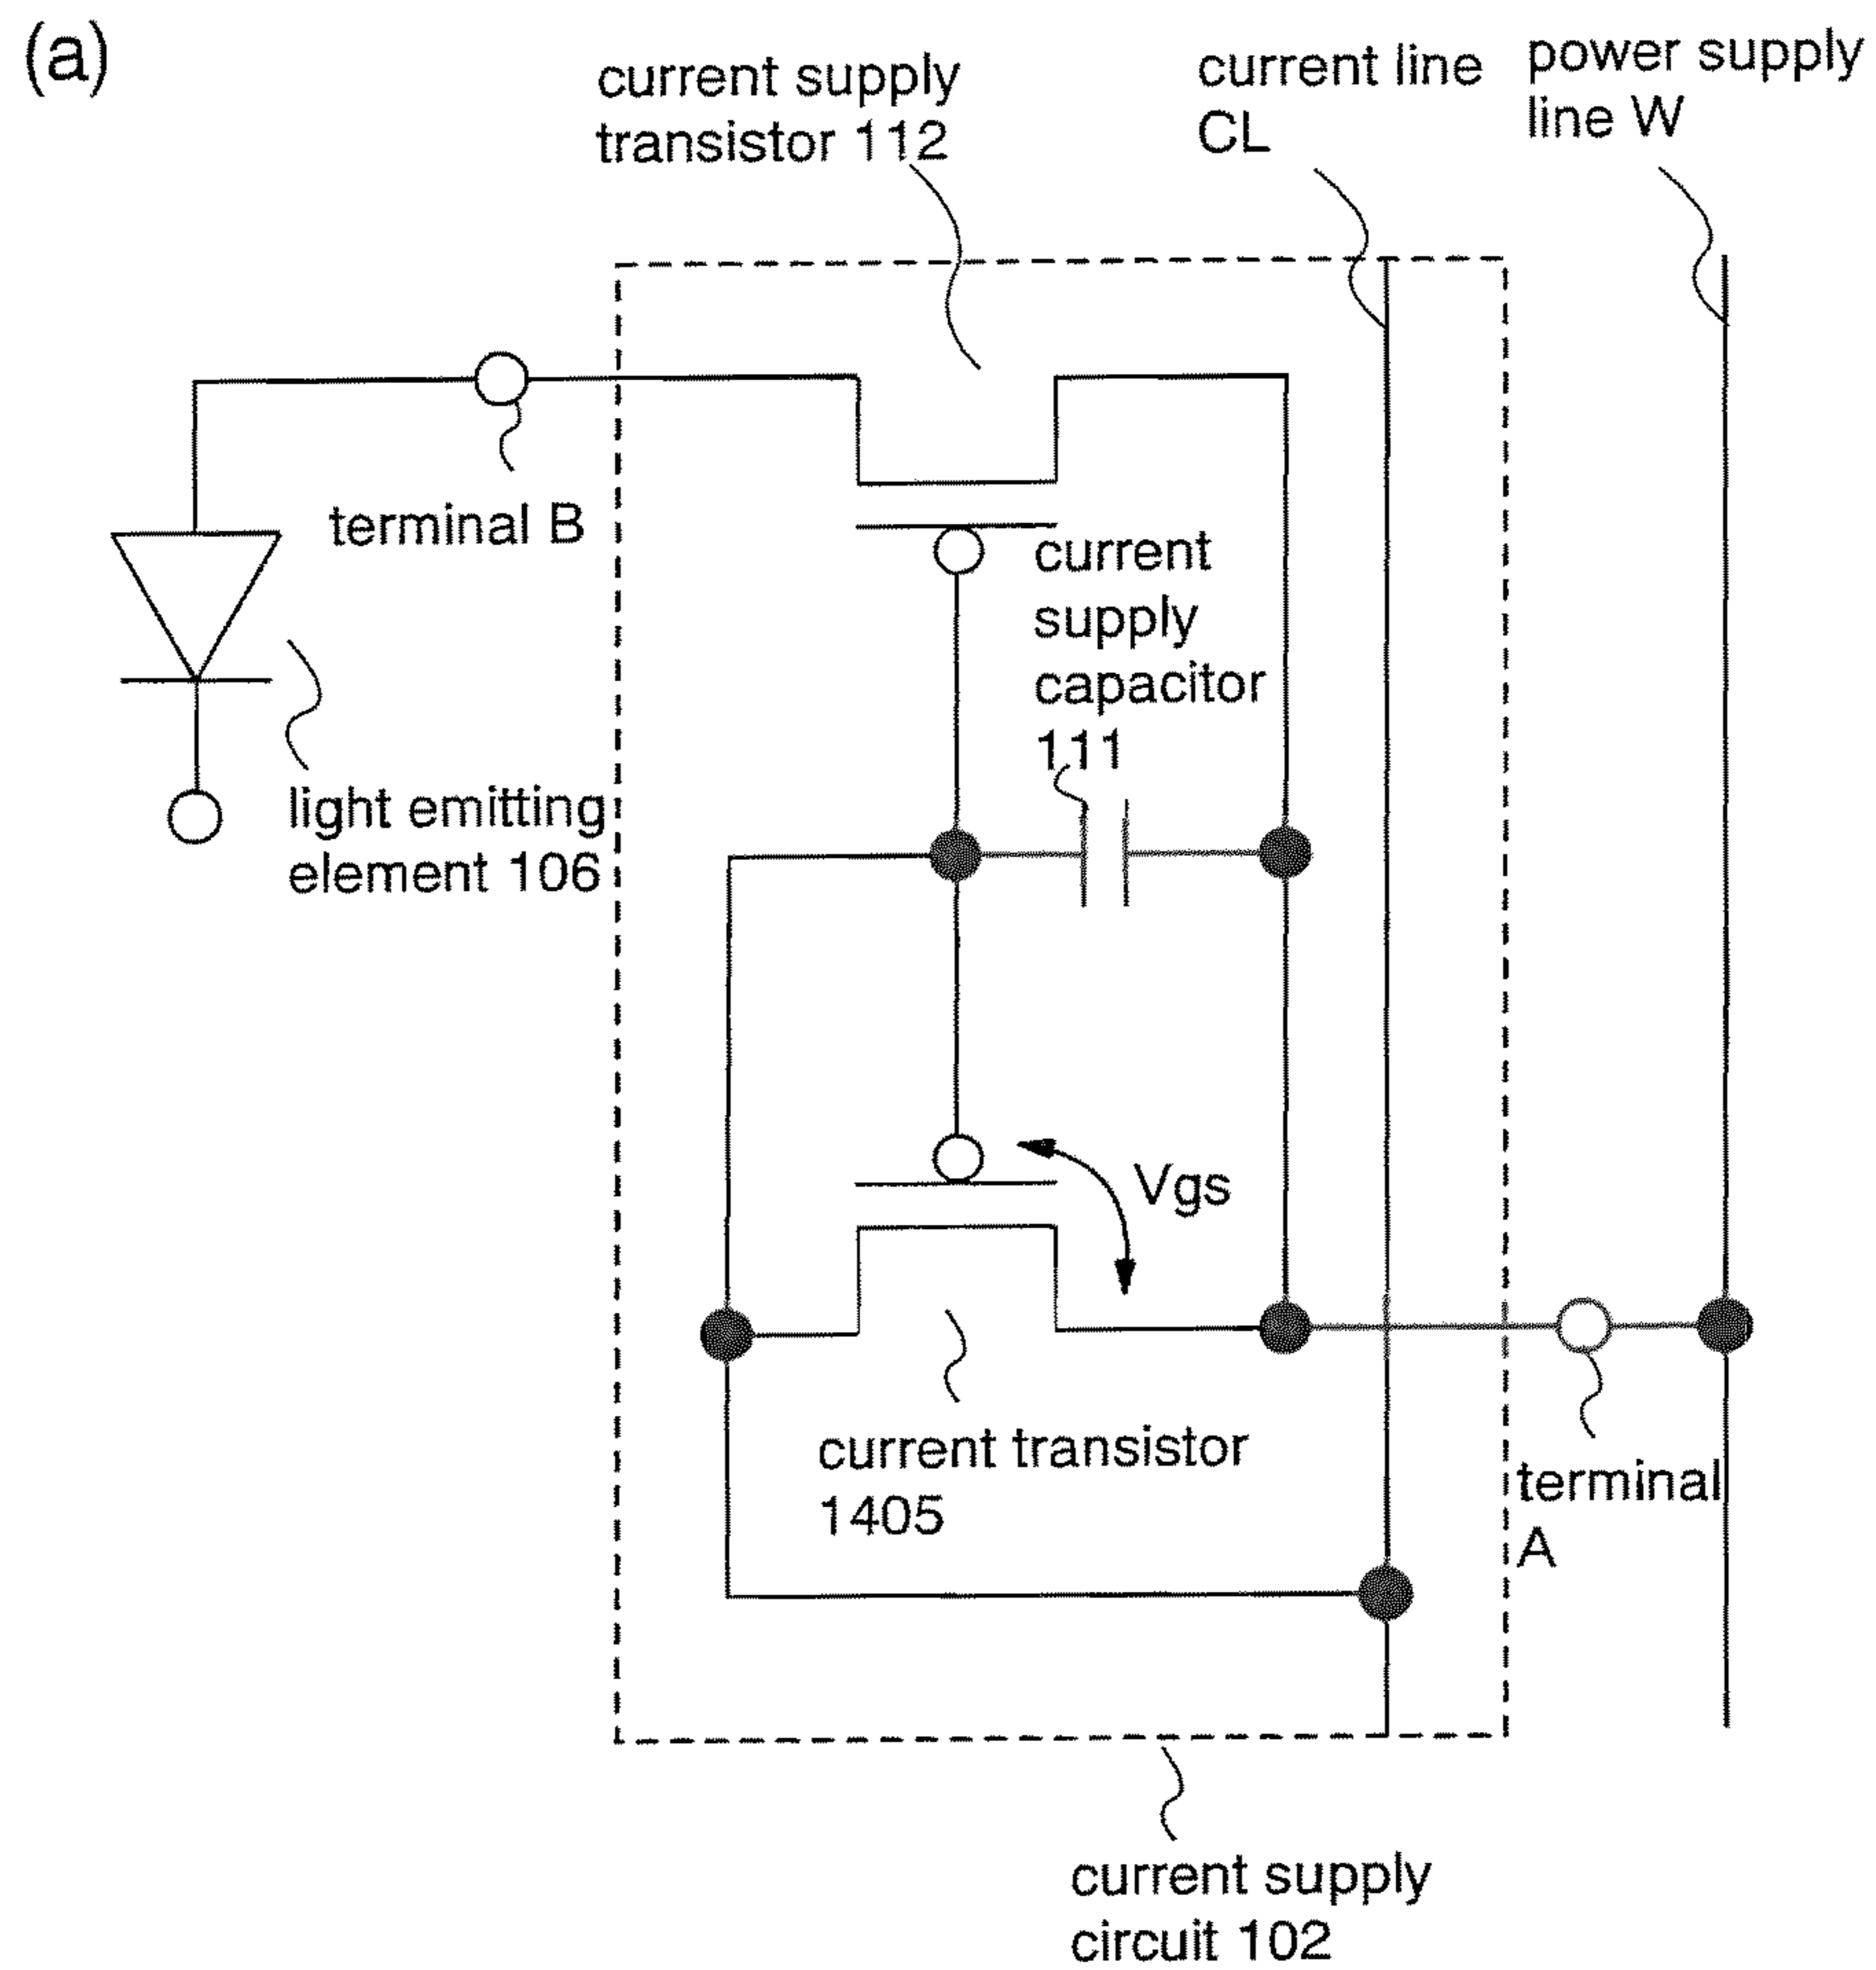 (a)
current supply
transistor 112
current line
CL
power supply
line W
terminal B
current
supply
capacitor
111
light emitting
element 106
Vgs
current transistor
1405
terminal
A
current supply
circuit 102